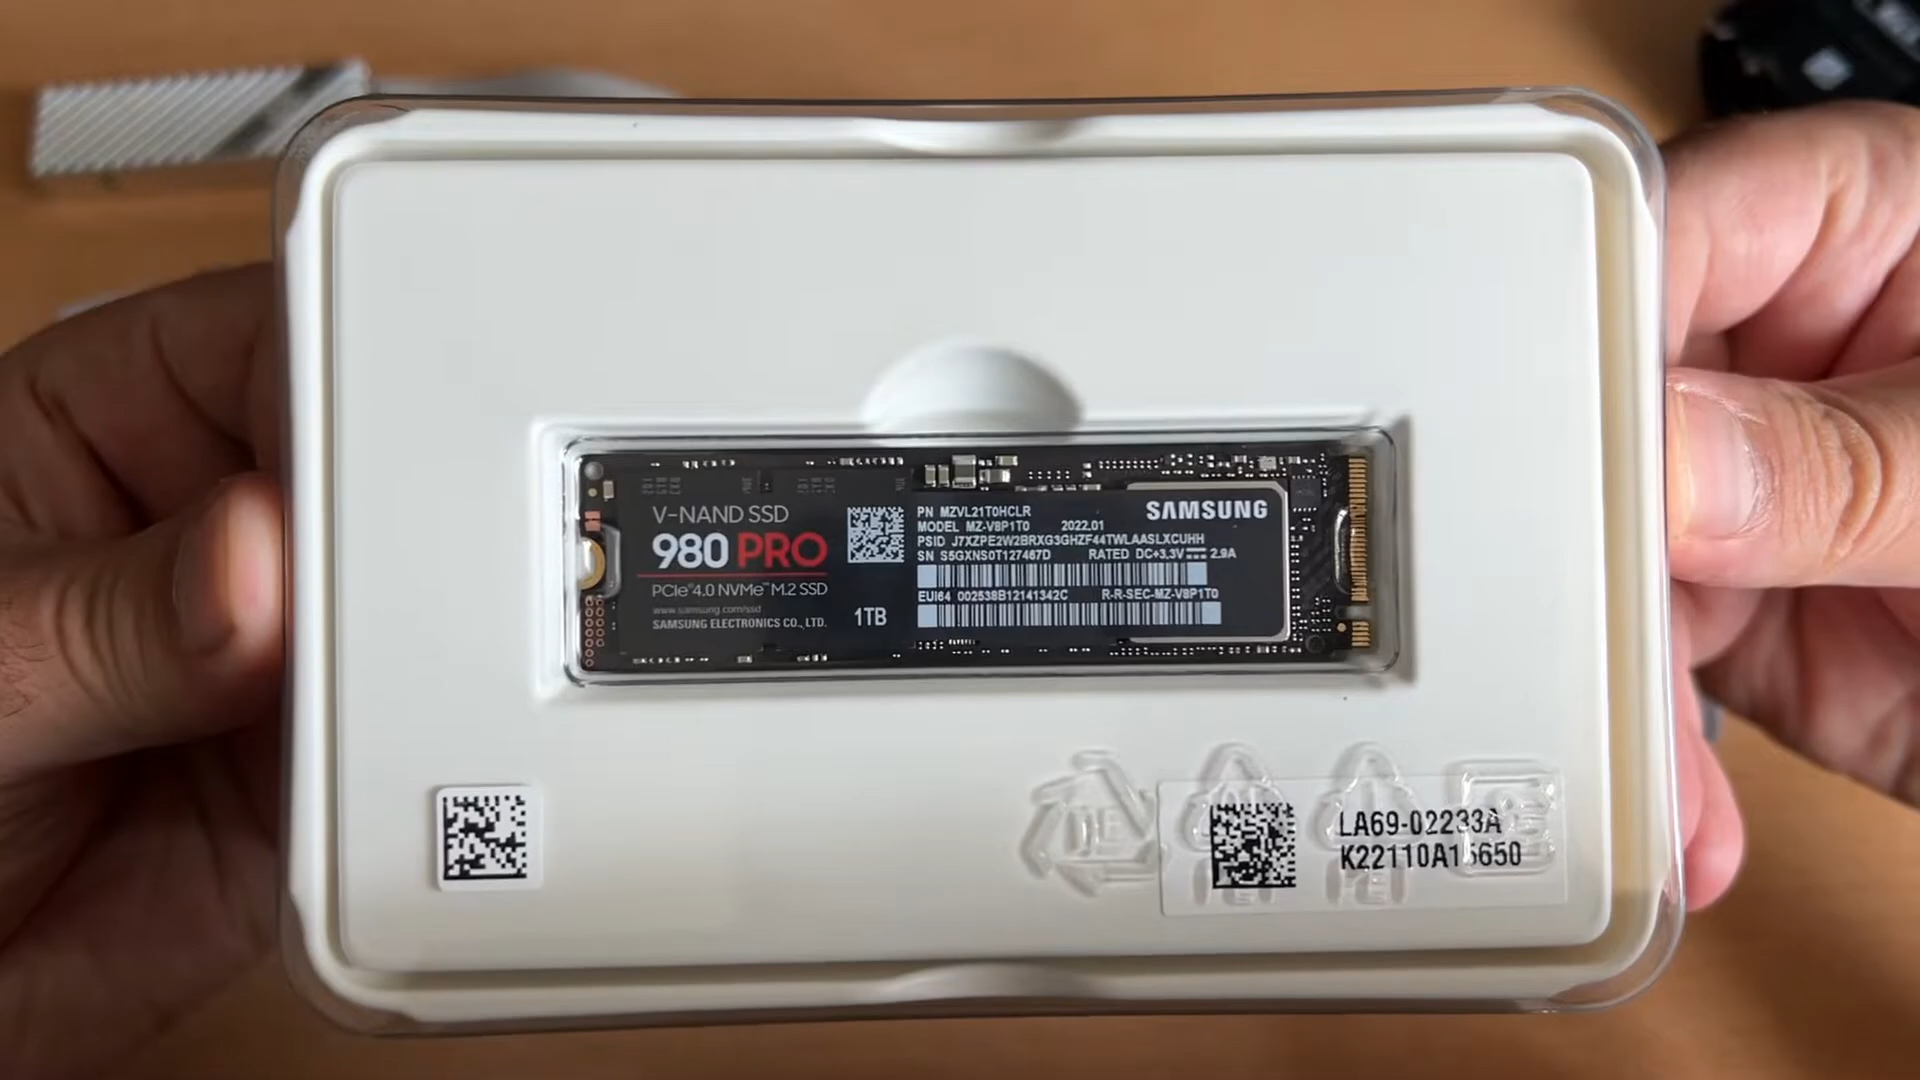 V-NAND SSD
980 PRO
PCIe® 4.0 NVMe™ M.2 SSD
www.samsung.com/ssd
SAMSUNG ELECTRONICS CO., LTD.
1TB
SAMSUNG
PN MZVL21T0HCLR
MODEL MZ-V8P1T0 2022.01
PSID J7XZPE2W2BRXG3GHZF44TWLAASLXCUHH
SN S5GXNS0T127467D RATED DC+3.3V 2.9A
EUI64 002538B12141342C R-R-SEC-MZ-V8P1T0
LA69-02233A
K22110A15650